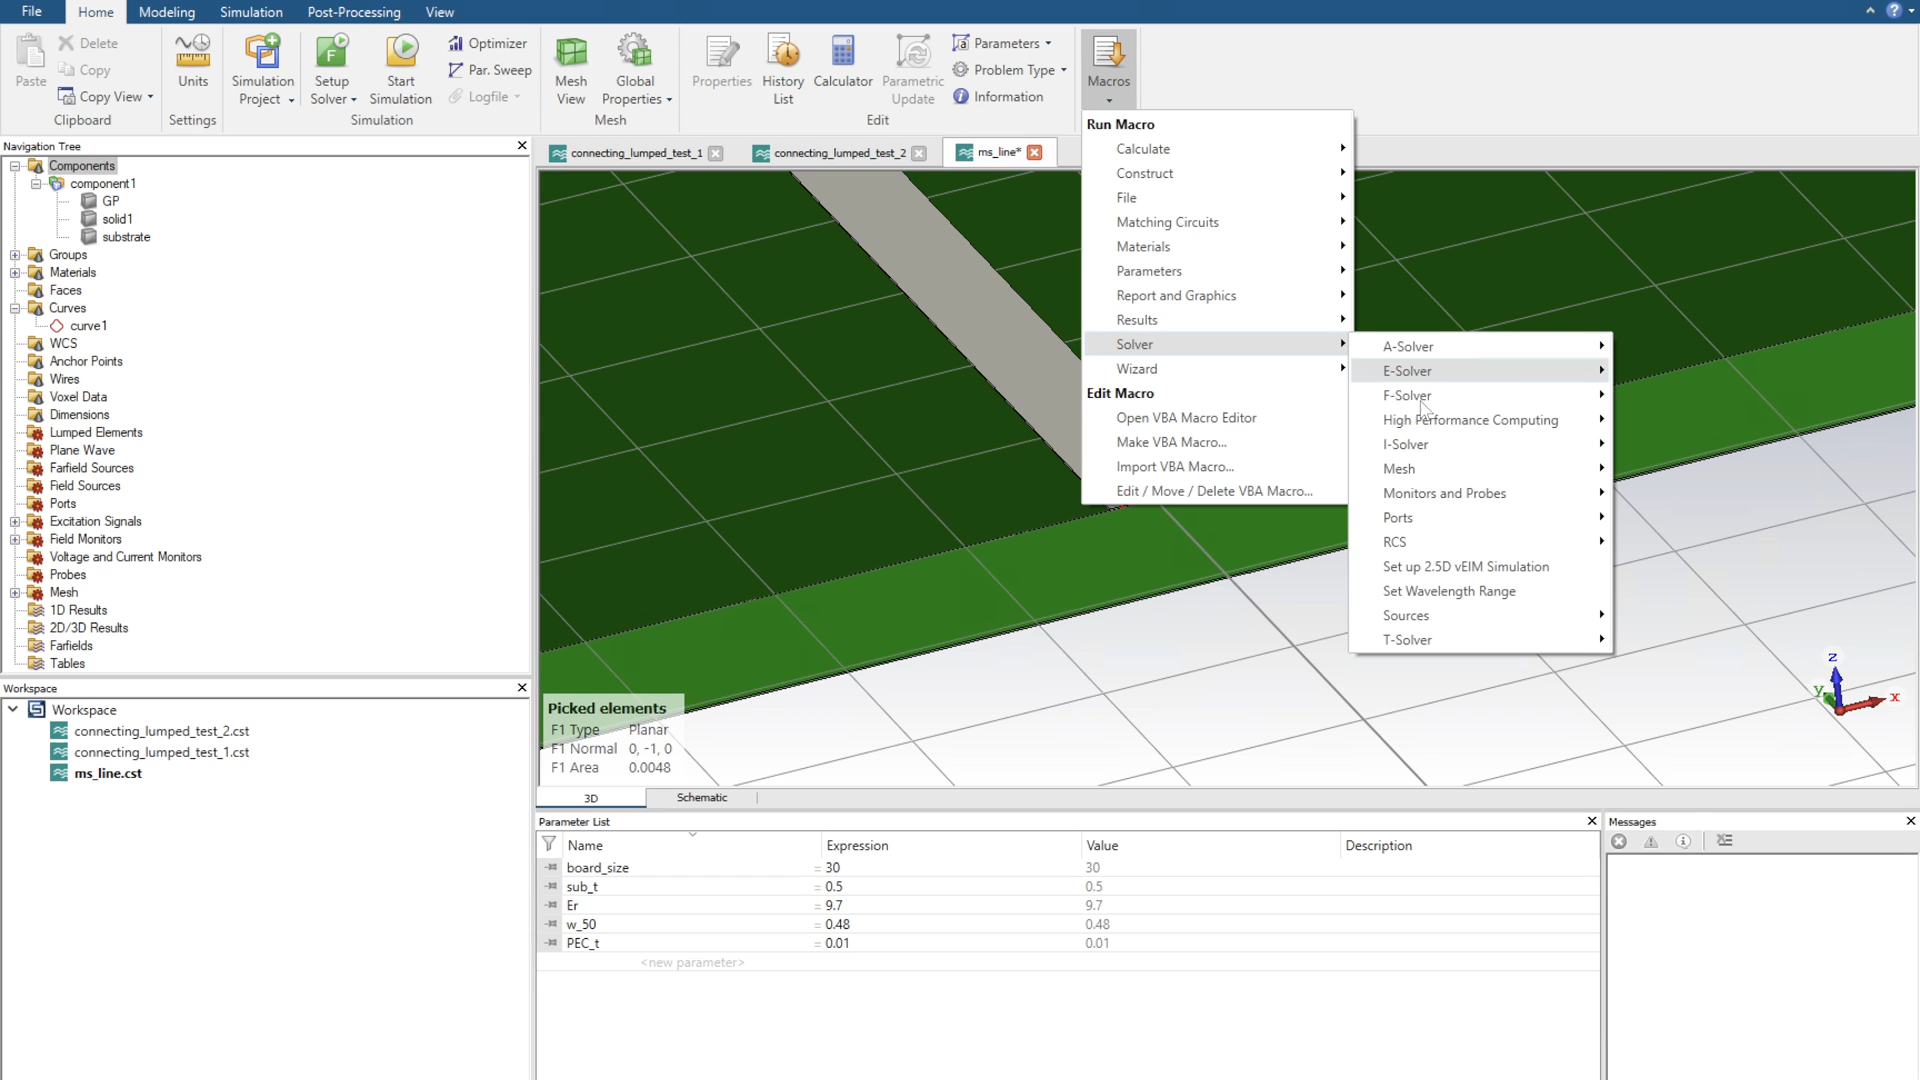 File Home Modeling Simulation Post-Processing View
Paste
Delete
Copy
Copy View
Clipboard
Units
Settings
Simulation Project
Setup Solver
Start Simulation
Optimizer
Par. Sweep
Logfile
Simulation
Mesh View
Global Properties
Mesh
Properties
History List
Calculator
Parametric Update
Parameters
Problem Type
Information
Edit
Macros
Navigation Tree
Components
component1
GP
solid1
substrate
Groups
Materials
Faces
Curves
curve1
WCS
Anchor Points
Wires
Voxel Data
Dimensions
Lumped Elements
Plane Wave
Farfield Sources
Field Sources
Ports
Excitation Signals
Field Monitors
Voltage and Current Monitors
Probes
Mesh
1D Results
2D/3D Results
Farfields
Tables
Workspace
Workspace
connecting_lumped_test_2.cst
connecting_lumped_test_1.cst
ms_line.cst
connecting_lumped_test_1 connecting_lumped_test_2 ms_line*
Run Macro
Calculate
Construct
File
Matching Circuits
Materials
Parameters
Report and Graphics
Results
Solver
Wizard
Edit Macro
Open VBA Macro Editor
Make VBA Macro...
Import VBA Macro...
Edit / Move / Delete VBA Macro...
A-Solver
E-Solver
F-Solver
High Performance Computing
I-Solver
Mesh
Monitors and Probes
Ports
RCS
Set up 2.5D vEIM Simulation
Set Wavelength Range
Sources
T-Solver
z
y
x
Picked elements
F1 Type Planar
F1 Normal 0, -1, 0
F1 Area 0.0048
3D Schematic
Parameter List
Name Expression Value Description
board_size = 30 30
sub_t = 0.5 0.5
Er = 9.7 9.7
w_50 = 0.48 0.48
PEC_t = 0.01 0.01
<new parameter>
Messages